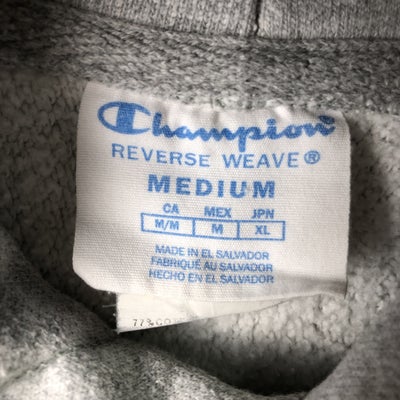 Champion
REVERSE WEAVE®
MEDIUM
CA MEX JPN
M/M M XL
MADE IN EL SALVADOR
FABRIQUÉ AU SALVADOR
HECHO EN EL SALVADOR
77%